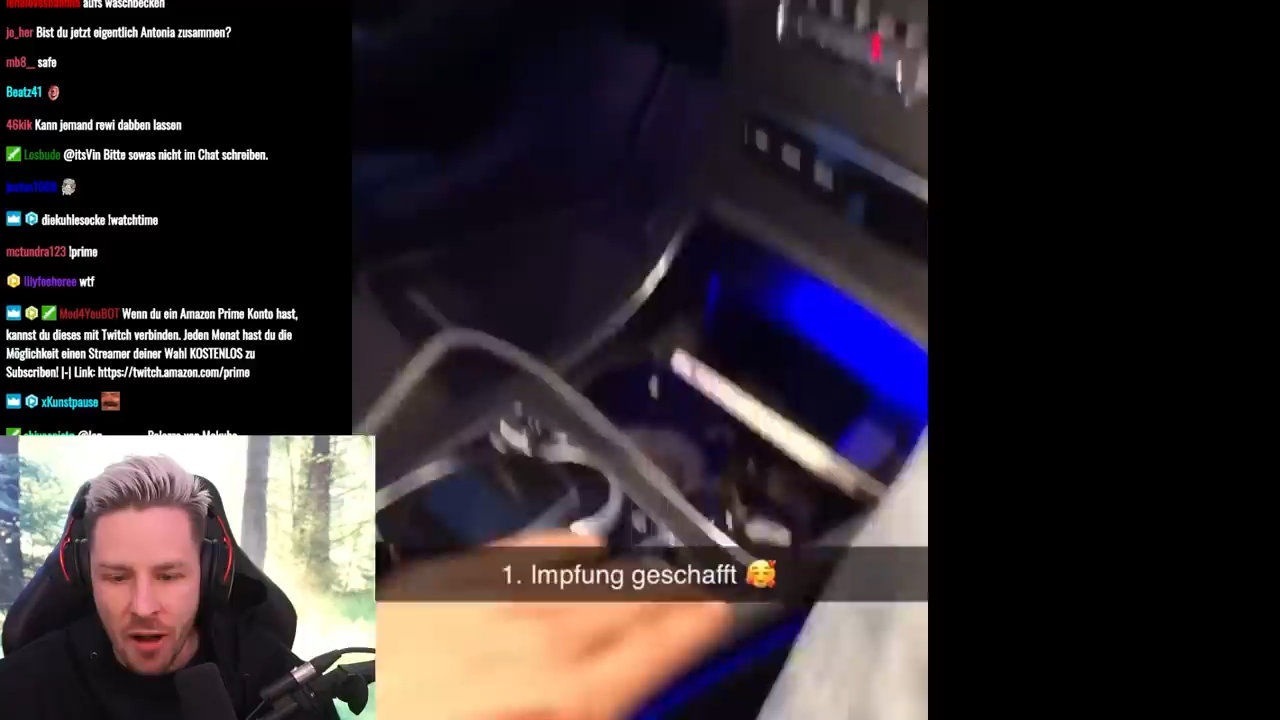 aufs waschbecken
jo_her Bist du jetzt eigentlich Antonia zusammen?
mb8__ safe
Beatz41
46kik Kann jemand rewi dabben lassen
Losbude @itsVin Bitte sowas nicht im Chat schreiben.
diekuhlesocke !watchtime
mctundra123 !prime
lilyfeeheree wtf
Mod4YouBOT Wenn du ein Amazon Prime Konto hast,
kannst du dieses mit Twitch verbinden. Jeden Monat hast du die
Möglichkeit einen Streamer deiner Wahl KOSTENLOS zu
Subscriben! |-| Link: https://twitch.amazon.com/prime
xKunstpause
1. Impfung geschafft 🥰